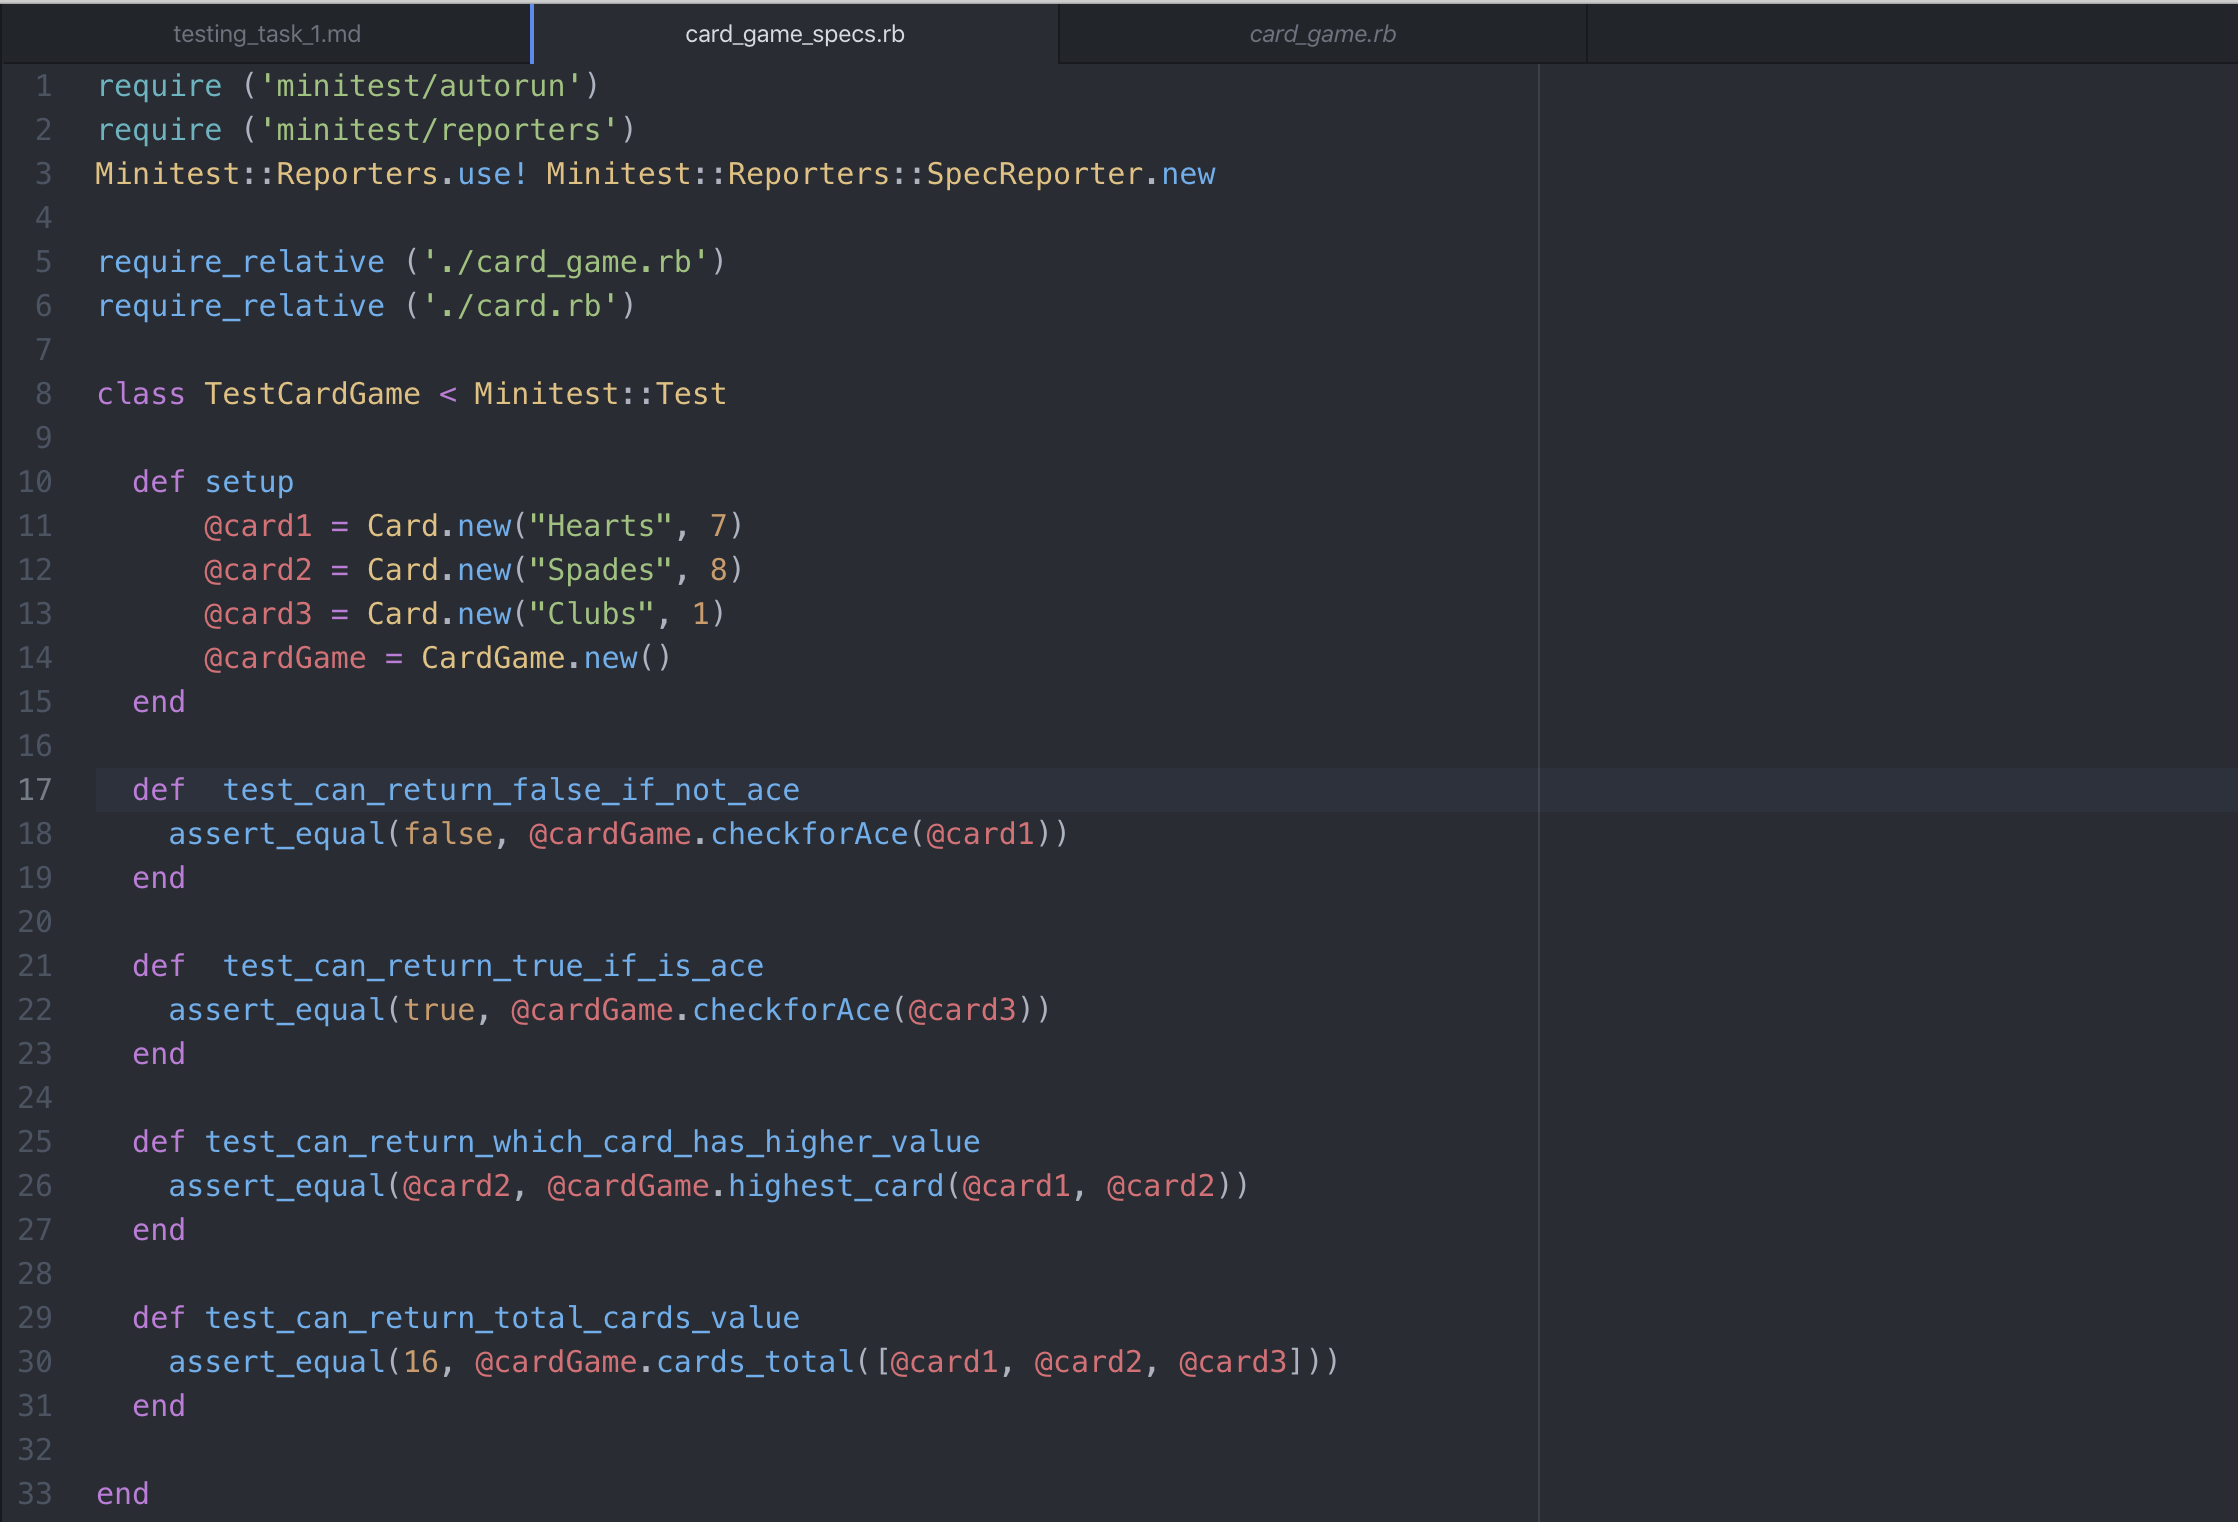 testing_task_1.md card_game_specs.rb card_game.rb
1 require ('minitest/autorun')
2 require ('minitest/reporters')
3 Minitest::Reporters.use! Minitest::Reporters::SpecReporter.new
4
5 require_relative ('./card_game.rb')
6 require_relative ('./card.rb')
7
8 class TestCardGame < Minitest::Test
9
10   def setup
11       @card1 = Card.new("Hearts", 7)
12       @card2 = Card.new("Spades", 8)
13       @card3 = Card.new("Clubs", 1)
14       @cardGame = CardGame.new()
15   end
16
17   def  test_can_return_false_if_not_ace
18     assert_equal(false, @cardGame.checkforAce(@card1))
19   end
20
21   def  test_can_return_true_if_is_ace
22     assert_equal(true, @cardGame.checkforAce(@card3))
23   end
24
25   def test_can_return_which_card_has_higher_value
26     assert_equal(@card2, @cardGame.highest_card(@card1, @card2))
27   end
28
29   def test_can_return_total_cards_value
30     assert_equal(16, @cardGame.cards_total([@card1, @card2, @card3]))
31   end
32
33 end